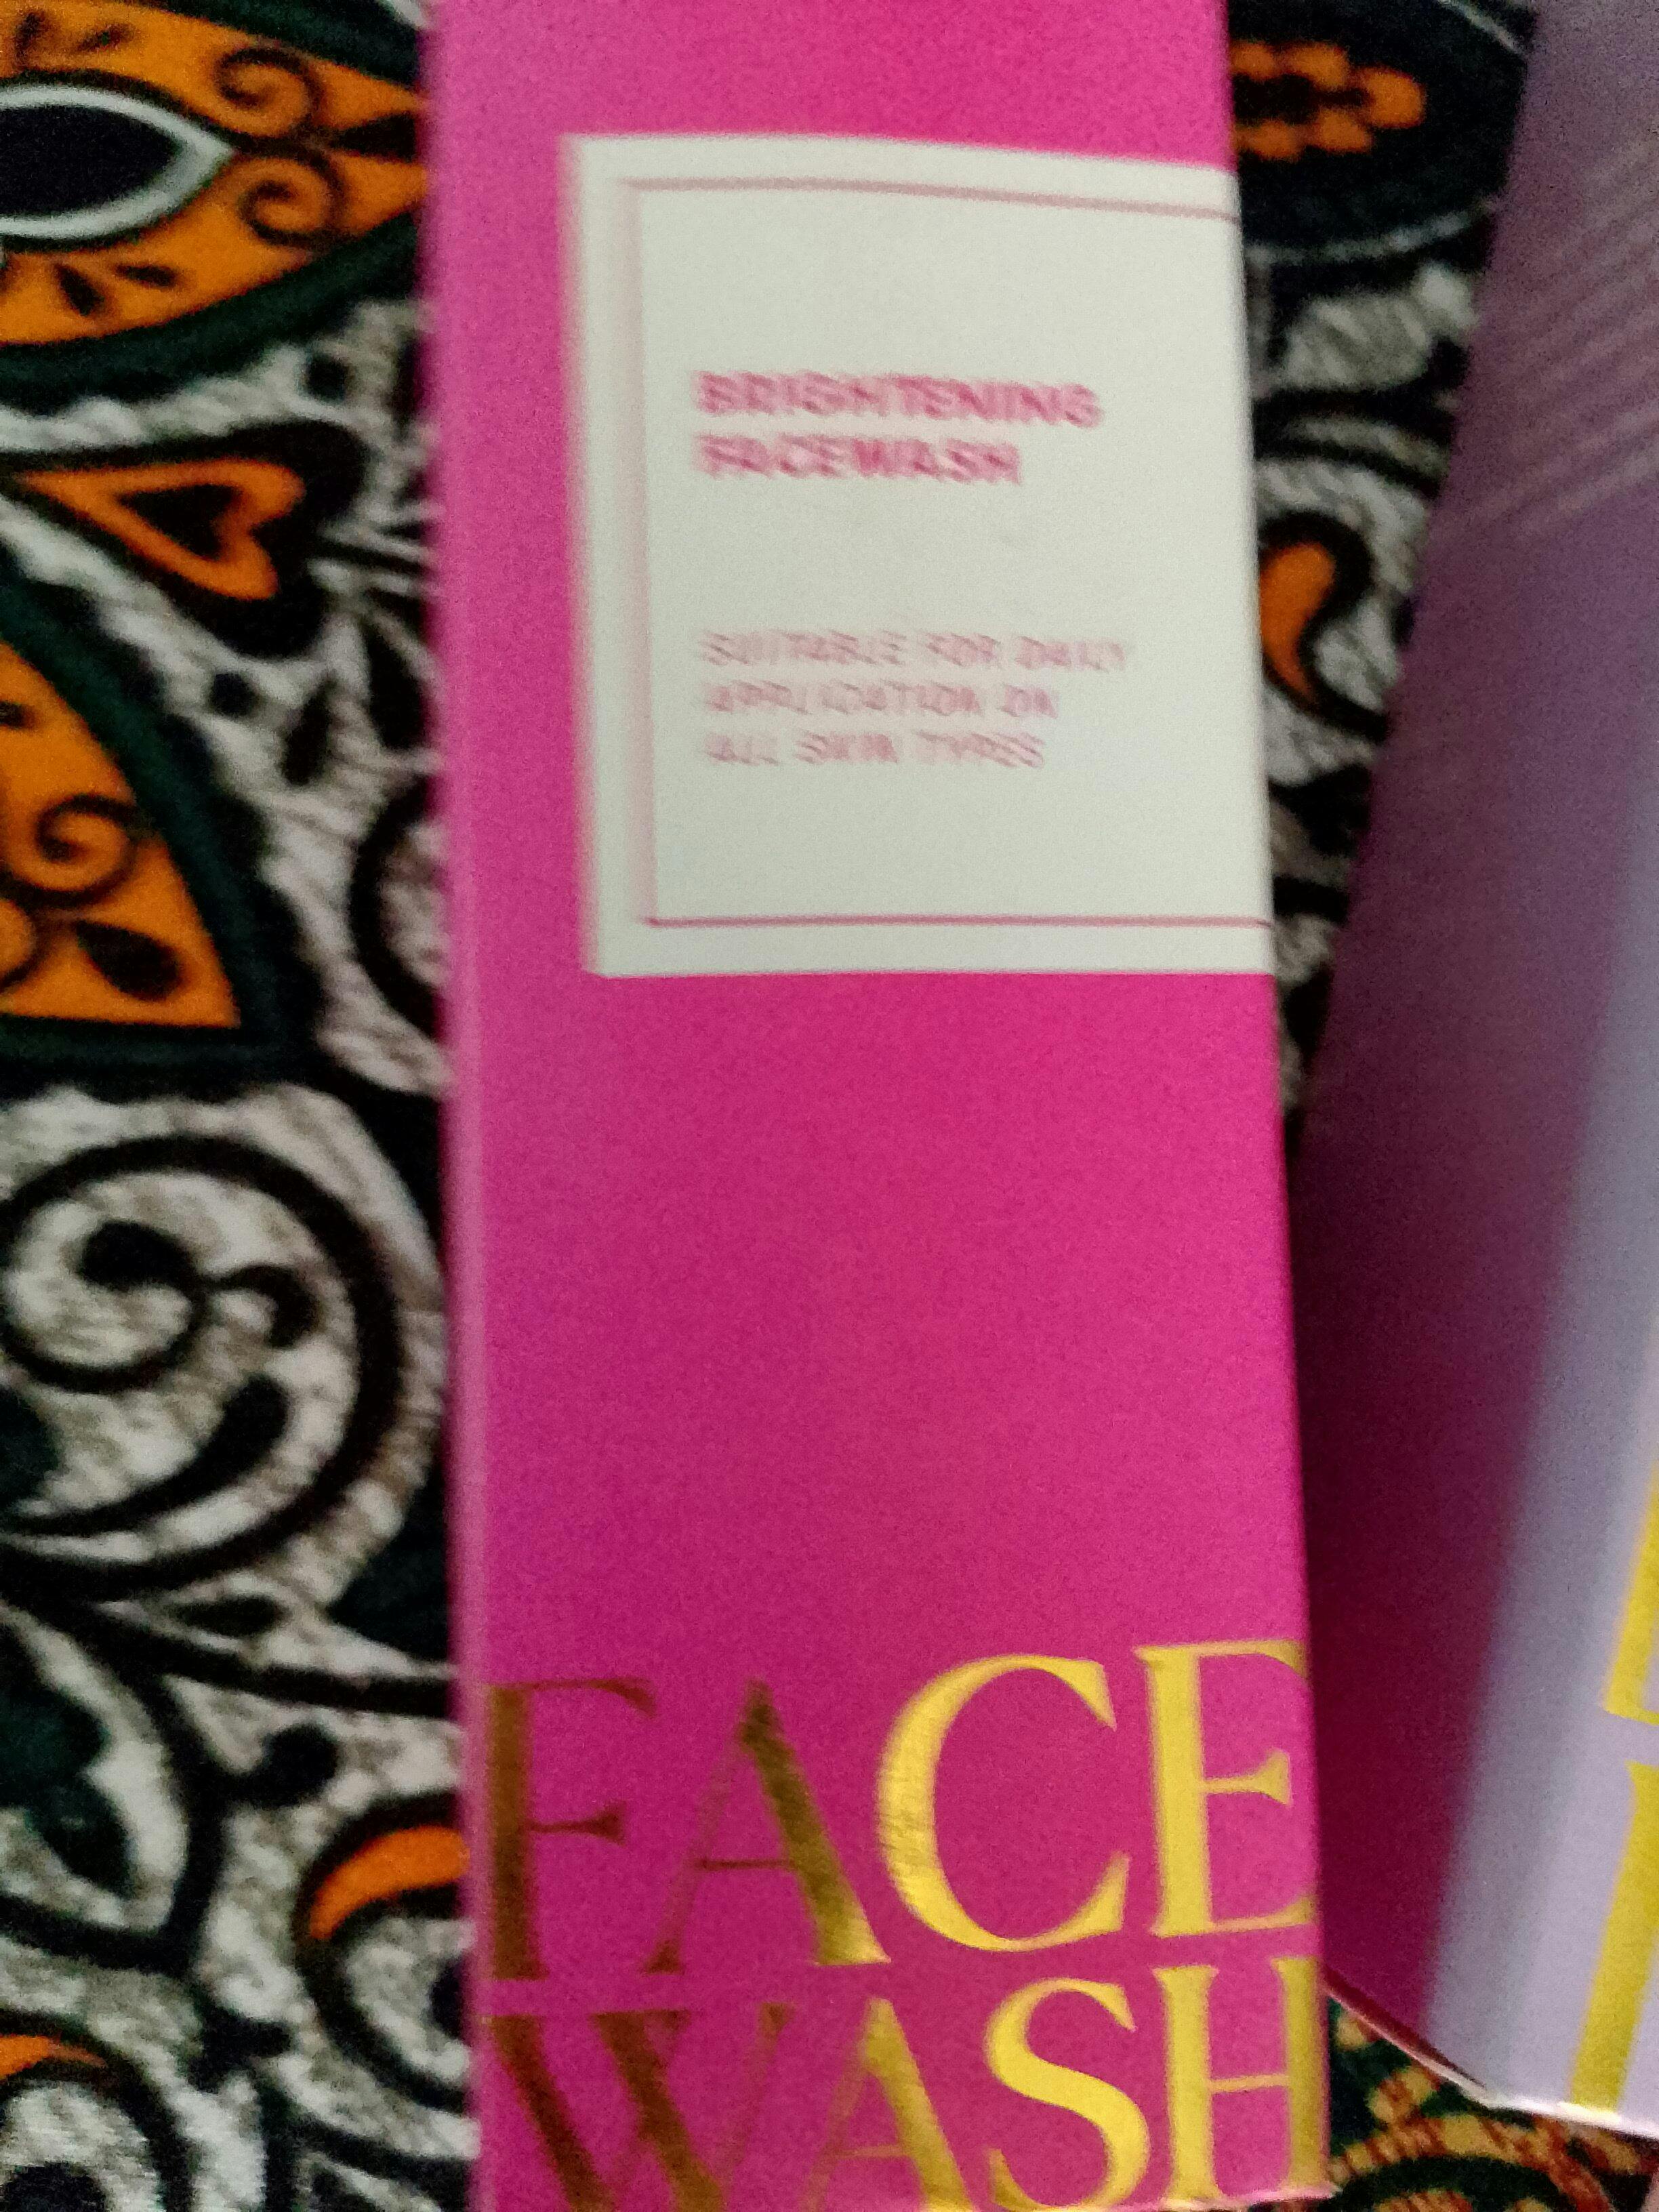 BRIGHTENING
FACEWASH
SUITABLE FOR DAILY
APPLICATION ON
ALL SKIN TYPES
FACE
WASH